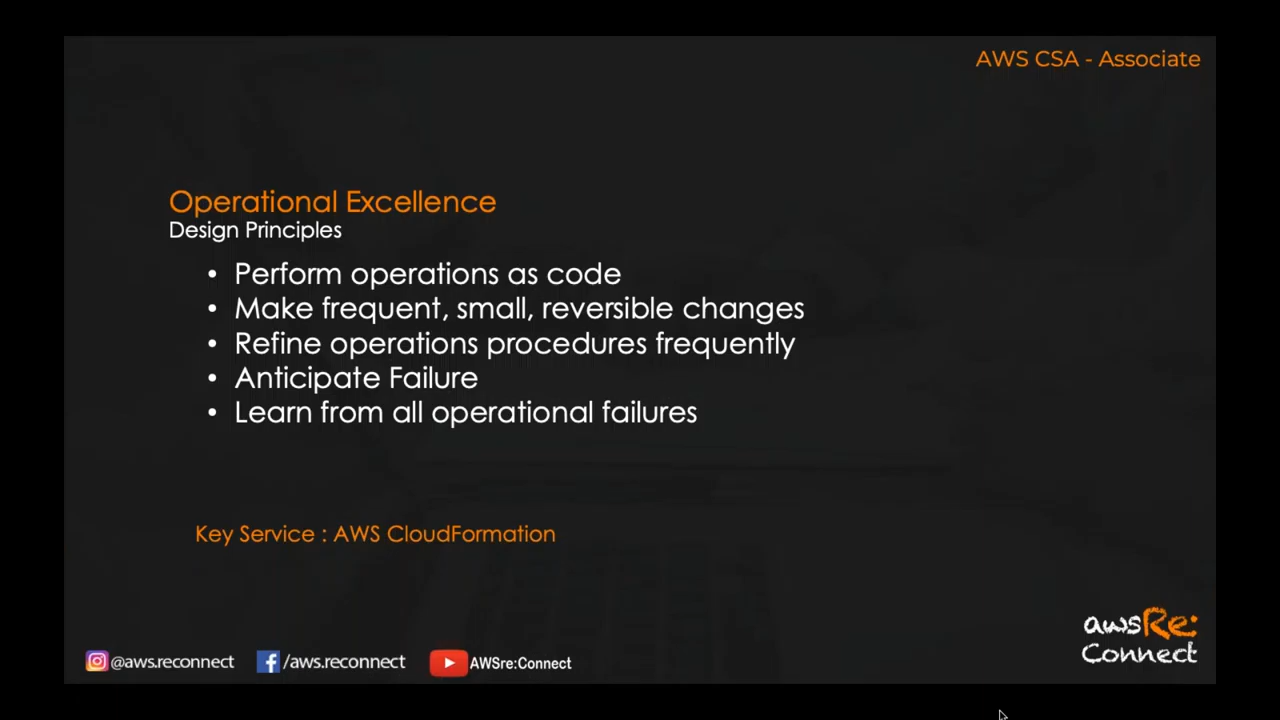 AWS CSA - Associate
Operational Excellence
Design Principles
• Perform operations as code
• Make frequent, small, reversible changes
• Refine operations procedures frequently
• Anticipate Failure
• Learn from all operational failures
Key Service : AWS CloudFormation
awsRe:
Connect
@aws.reconnect /aws.reconnect AWSre:Connect